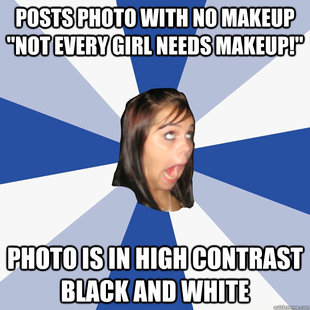 POSTS PHOTO WITH NO MAKEUP
"NOT EVERY GIRL NEEDS MAKEUP!"
PHOTO IS IN HIGH CONTRAST
BLACK AND WHITE